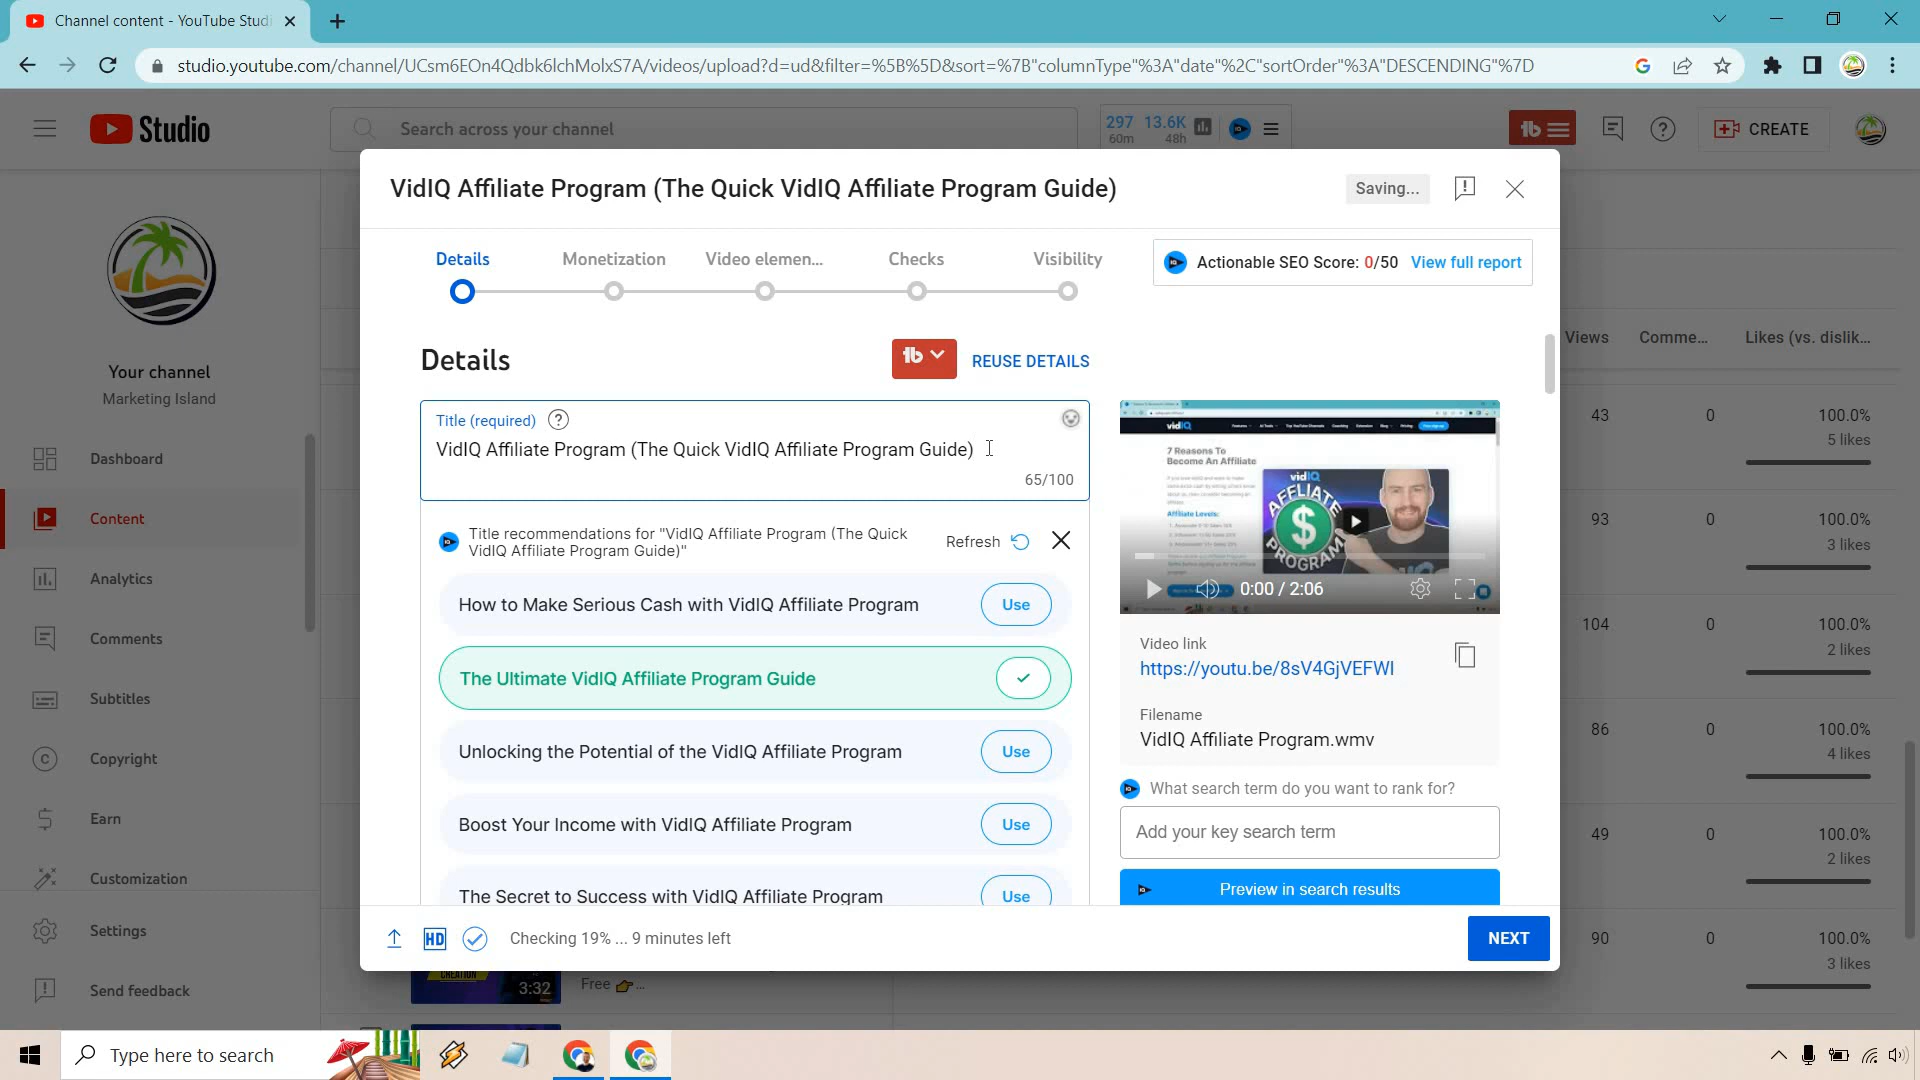 Channel content - YouTube Studi
studio.youtube.com/channel/UCsm6EOn4Qdbk6lchMolxS7A/videos/upload?d=ud&filter=%5B%5D&sort=%7B"columnType"%3A"date"%2C"sortOrder"%3A"DESCENDING"%7D
Studio
Search across your channel
297 13.6K
60m 48h
CREATE
VidIQ Affiliate Program (The Quick VidIQ Affiliate Program Guide)
Saving...
Details Monetization Video elemen... Checks Visibility
Actionable SEO Score: 0/50 View full report
Details
REUSE DETAILS
Title (required)
VidIQ Affiliate Program (The Quick VidIQ Affiliate Program Guide)
65/100
Title recommendations for "VidIQ Affiliate Program (The Quick
VidIQ Affiliate Program Guide)"
Refresh
How to Make Serious Cash with VidIQ Affiliate Program Use
The Ultimate VidIQ Affiliate Program Guide
Unlocking the Potential of the VidIQ Affiliate Program Use
Boost Your Income with VidIQ Affiliate Program Use
The Secret to Success with VidIQ Affiliate Program Use
vidIQ
7 Reasons To
Become An Affiliate
Affiliate Levels:
vidIQ
AFFILIATE
PROGRAM!
0:00 / 2:06
Video link
https://youtu.be/8sV4GjVEFWI
Filename
VidIQ Affiliate Program.wmv
What search term do you want to rank for?
Add your key search term
Preview in search results
HD
Checking 19% ... 9 minutes left
NEXT
Your channel
Marketing Island
Dashboard
Content
Analytics
Comments
Subtitles
Copyright
Earn
Customization
Settings
Send feedback
Views Comme... Likes (vs. dislik...
43 0 100.0%
5 likes
93 0 100.0%
3 likes
104 0 100.0%
2 likes
86 0 100.0%
4 likes
49 0 100.0%
2 likes
90 0 100.0%
3 likes
CREATION
3:32
Free 👉...
Type here to search